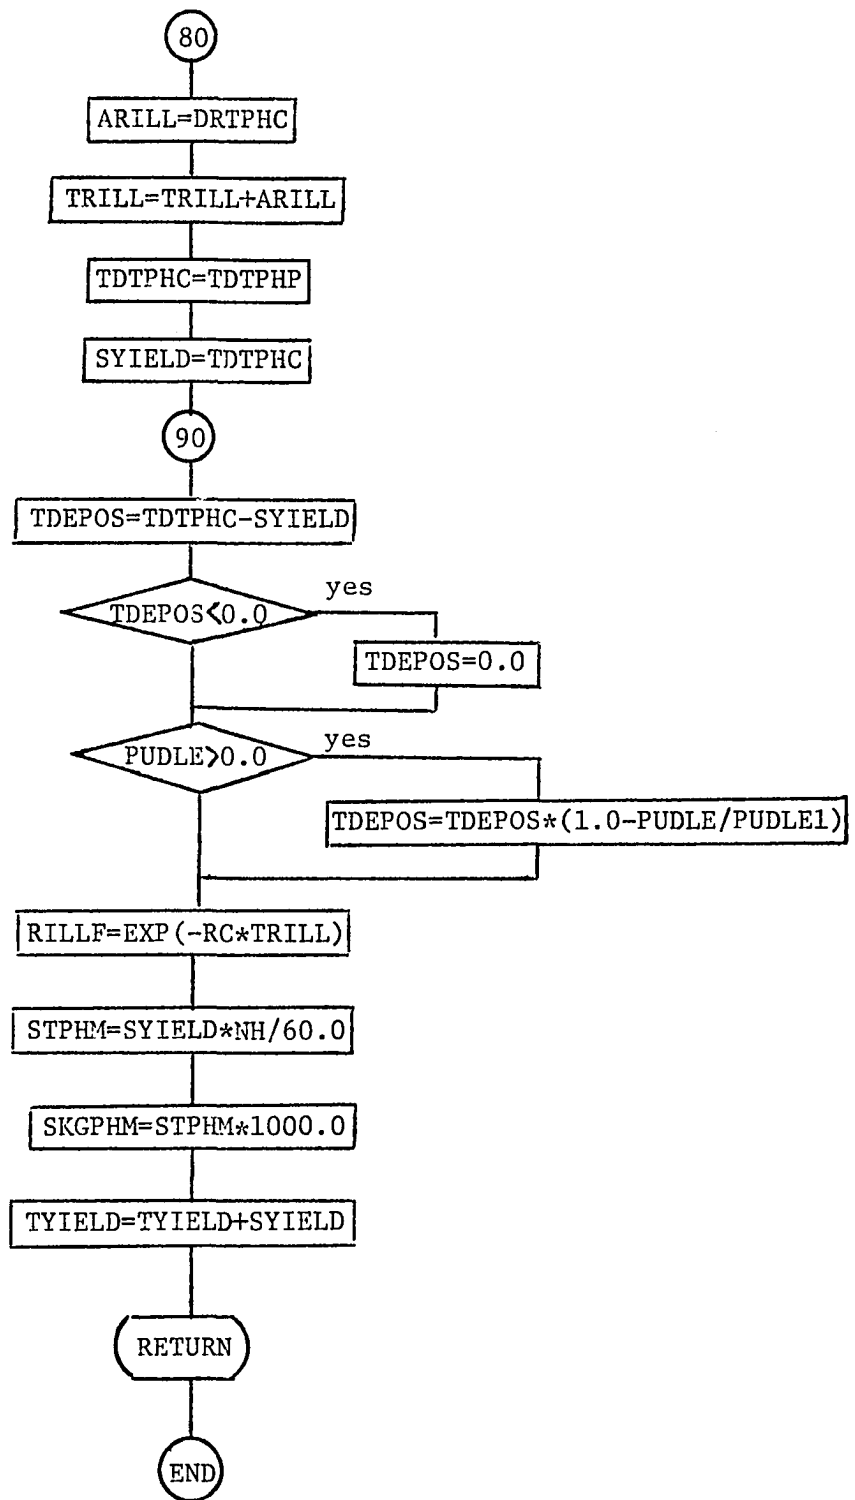 80
ARILL=DRTPHC
TRILL=TRILL+ARILL
TDTPHC=TDTPHP
SYIELD=TDTPHC
90
TDEPOS=TDTPHC-SYIELD
yes
TDEPOS<0.0
TDEPOS=0.0
yes
PUDLE>0.0
TDEPOS=TDEPOS*(1.0-PUDLE/PUDLE1)
RILLF=EXP(-RC*TRILL)
STPHM=SYIELD*NH/60.0
SKGPHM=STPHM*1000.0
TYIELD=TYIELD+SYIELD
RETURN
END